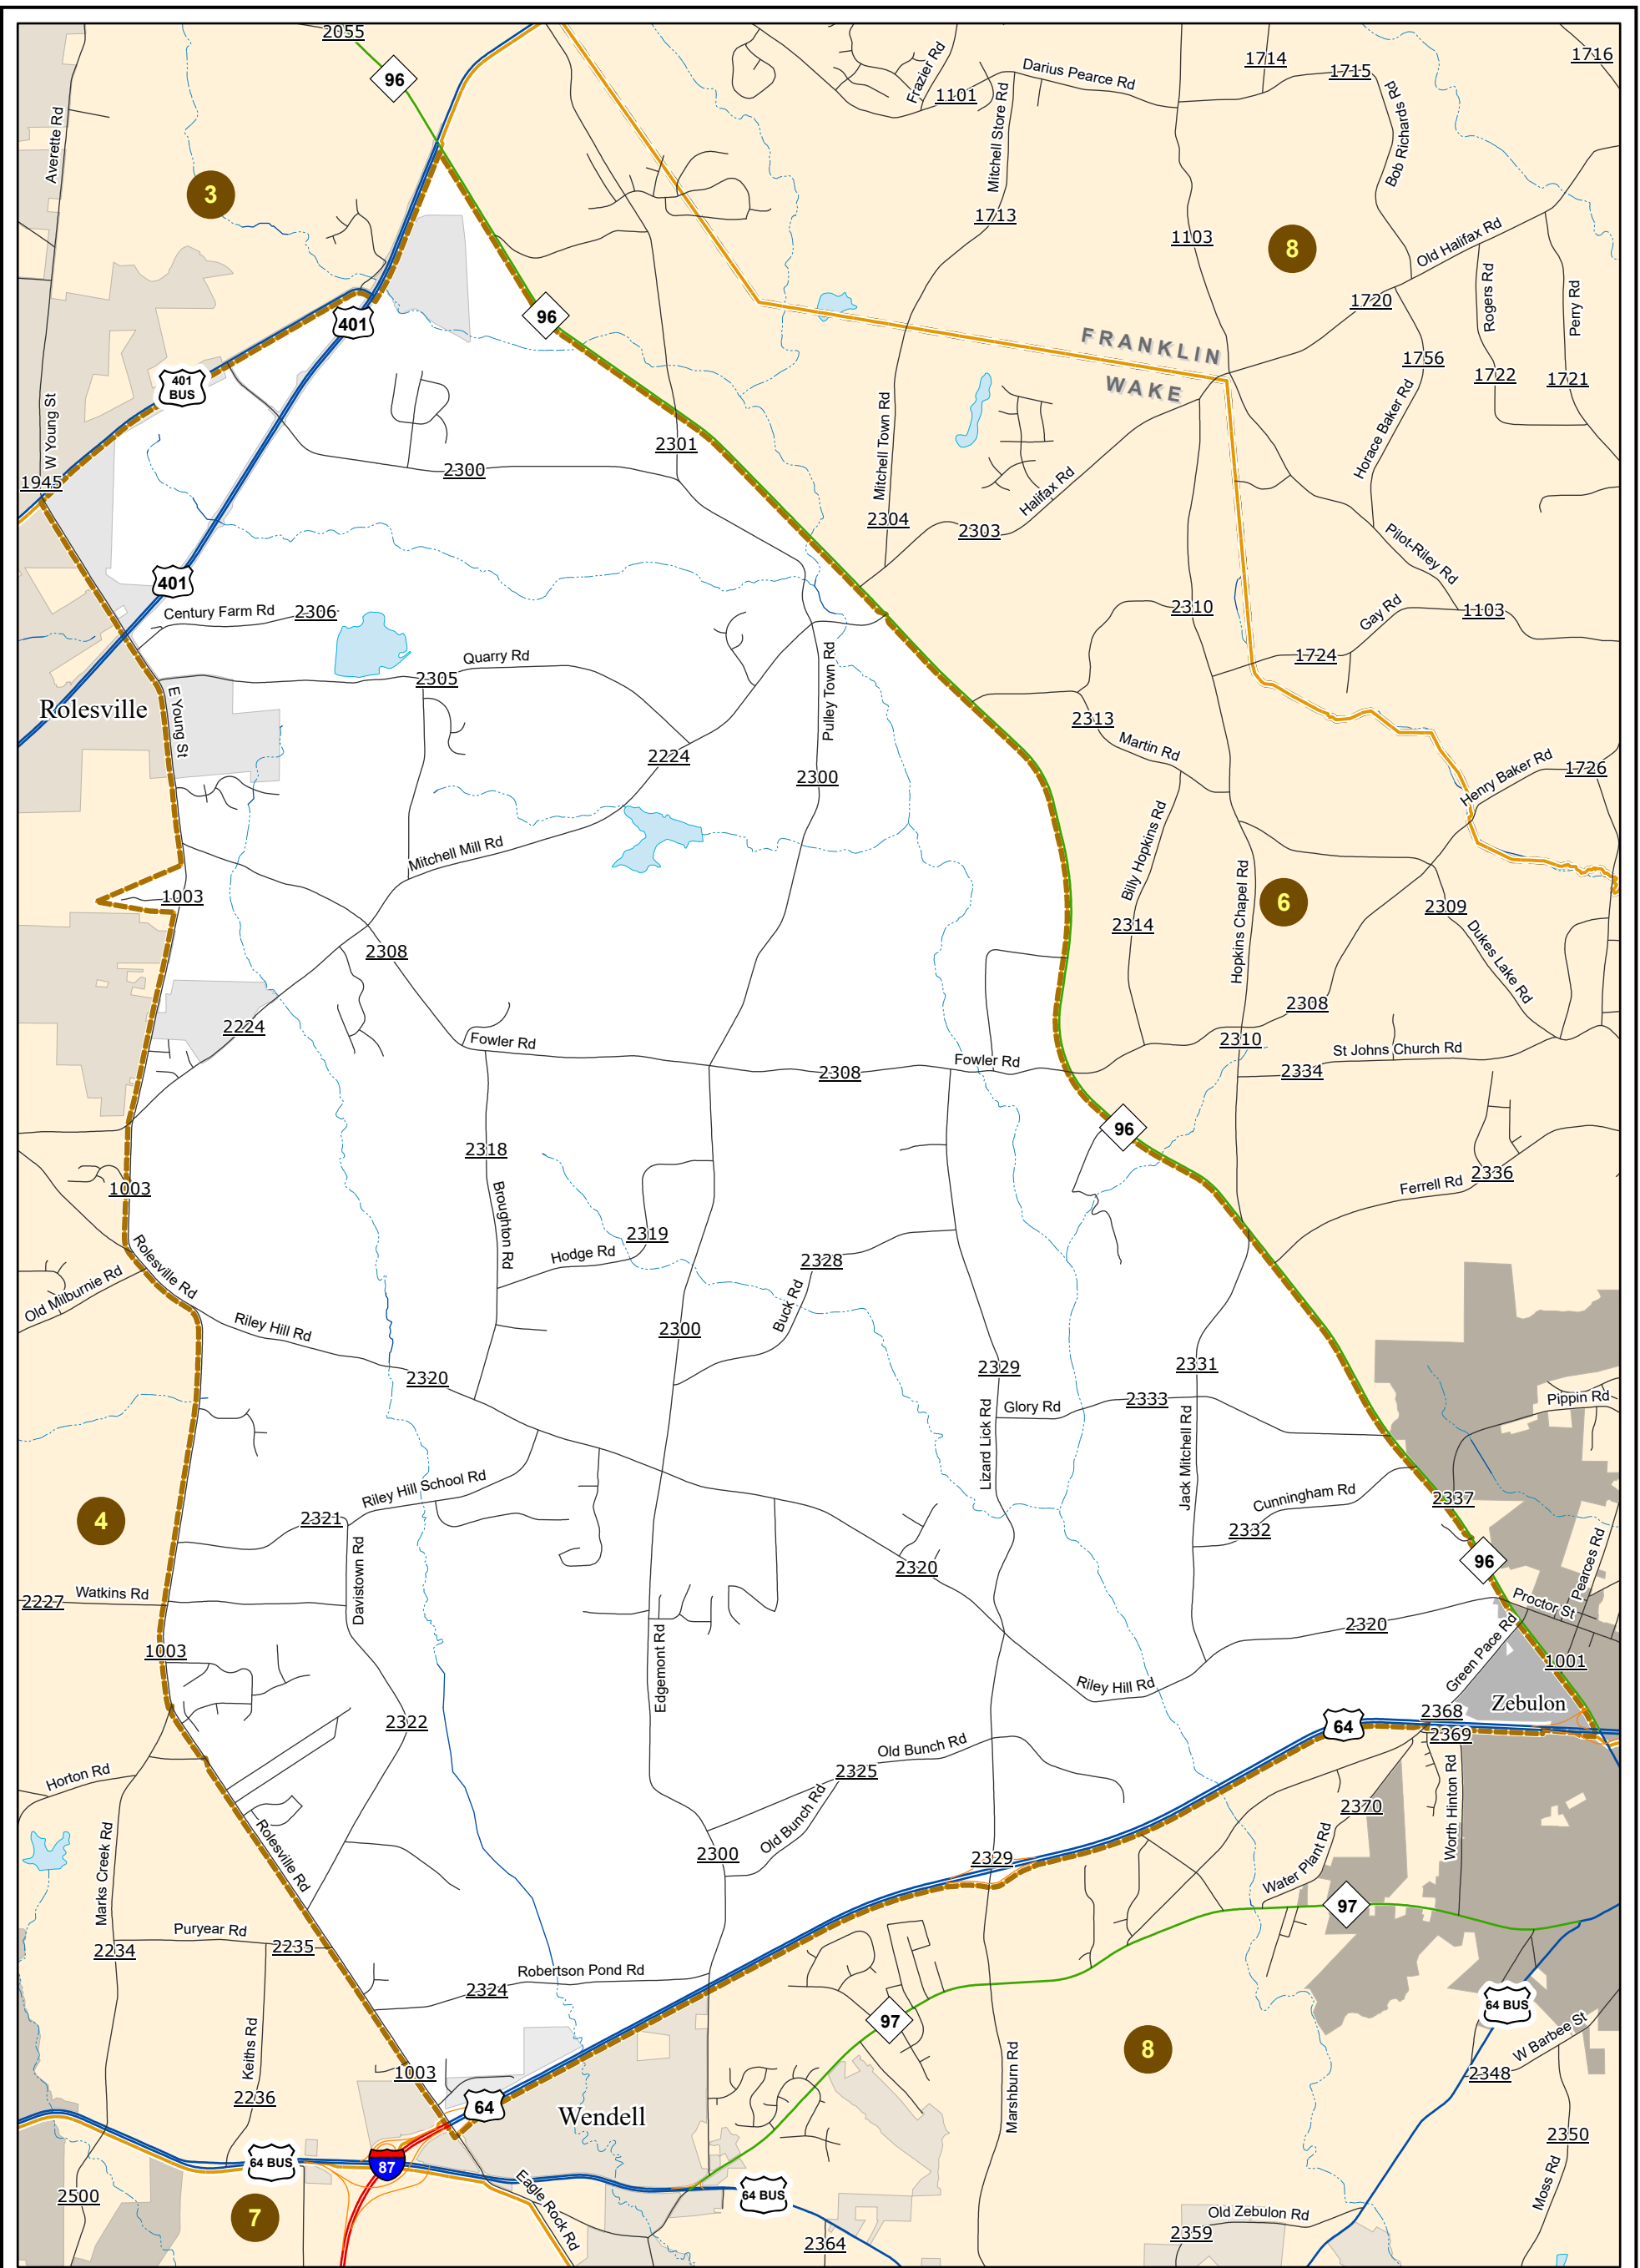 2055
96
Frazier Rd
1101
Darius Pearce Rd
1714
1715
1716
Averette Rd
Mitchell Store Rd
Bob Richards Rd
3
1713
1103
8
Old Halifax Rd
96
401
1720
Rogers Rd
Perry Rd
FRANKLIN
WAKE
401 BUS
1756
1722
1721
W Young St
Mitchell Town Rd
Horace Baker Rd
2301
2300
1945
Halifax Rd
2304
2303
Pilot-Riley Rd
401
Century Farm Rd
2306
2310
Gay Rd
1103
1724
Quarry Rd
2305
Rolesville
E Young St
Pulley Town Rd
2313
Martin Rd
2224
2300
Henry Baker Rd
1726
Mitchell Mill Rd
Billy Hopkins Rd
1003
Hopkins Chapel Rd
6
2309
2314
Dukes Lake Rd
2308
2308
2224
Fowler Rd
2310
St Johns Church Rd
Fowler Rd
2308
2334
96
2318
2336
1003
Ferrell Rd
Broughton Rd
2319
Hodge Rd
2328
Rolesville Rd
Old Milburnie Rd
Buck Rd
Riley Hill Rd
2300
2320
2329
2331
Glory Rd
2333
Pippin Rd
Lizard Lick Rd
Jack Mitchell Rd
Riley Hill School Rd
Cunningham Rd
2337
4
2321
2332
96
Davistown Rd
2320
Pearces Rd
Watkins Rd
2227
Proctor St
2320
1003
Edgemont Rd
Green Pace Rd
1001
Riley Hill Rd
Zebulon
2322
64
2368
2369
Old Bunch Rd
2325
Horton Rd
2370
Worth Hinton Rd
Old Bunch Rd
Marks Creek Rd
Rolesville Rd
2300
2329
Water Plant Rd
97
Puryear Rd
2234
2235
Robertson Pond Rd
2324
64 BUS
97
Keiths Rd
8
W Barbee St
Marshburn Rd
1003
2348
2236
64
Wendell
2350
64 BUS
87
Moss Rd
2500
64 BUS
Eagle Rock Rd
7
Old Zebulon Rd
2359
2364